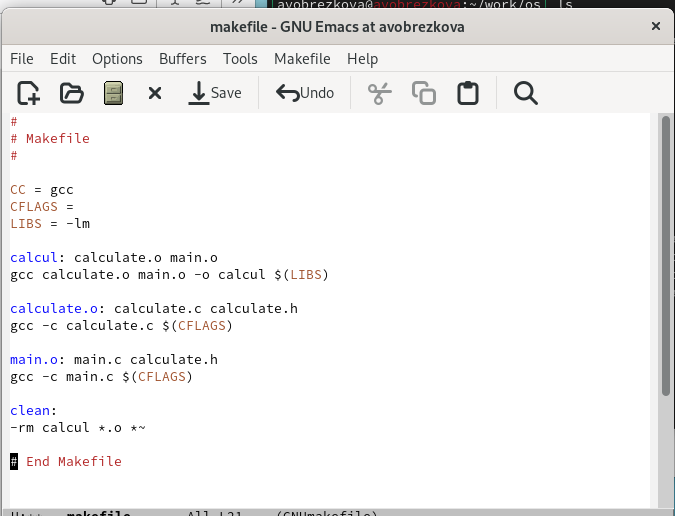 avobrezkova@avobrezkova:~/work/os ls
makefile - GNU Emacs at avobrezkova
File Edit Options Buffers Tools Makefile Help
Save Undo
#
# Makefile
#
CC = gcc
CFLAGS =
LIBS = -lm
calcul: calculate.o main.o
gcc calculate.o main.o -o calcul $(LIBS)
calculate.o: calculate.c calculate.h
gcc -c calculate.c $(CFLAGS)
main.o: main.c calculate.h
gcc -c main.c $(CFLAGS)
clean:
-rm calcul *.o *~
# End Makefile
makefile All L21 (GNUmakefile)